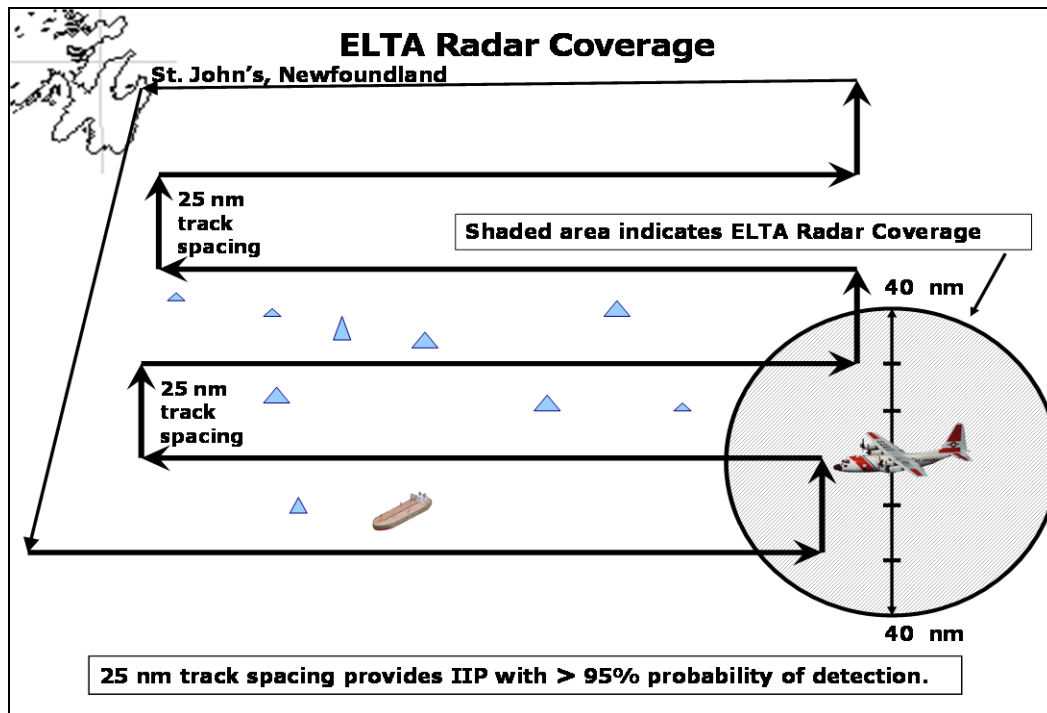 ELTA Radar Coverage
St. John's, Newfoundland
25 nm
track
spacing
Shaded area indicates ELTA Radar Coverage
40 nm
25 nm
track
spacing
40 nm
25 nm track spacing provides IIP with > 95% probability of detection.